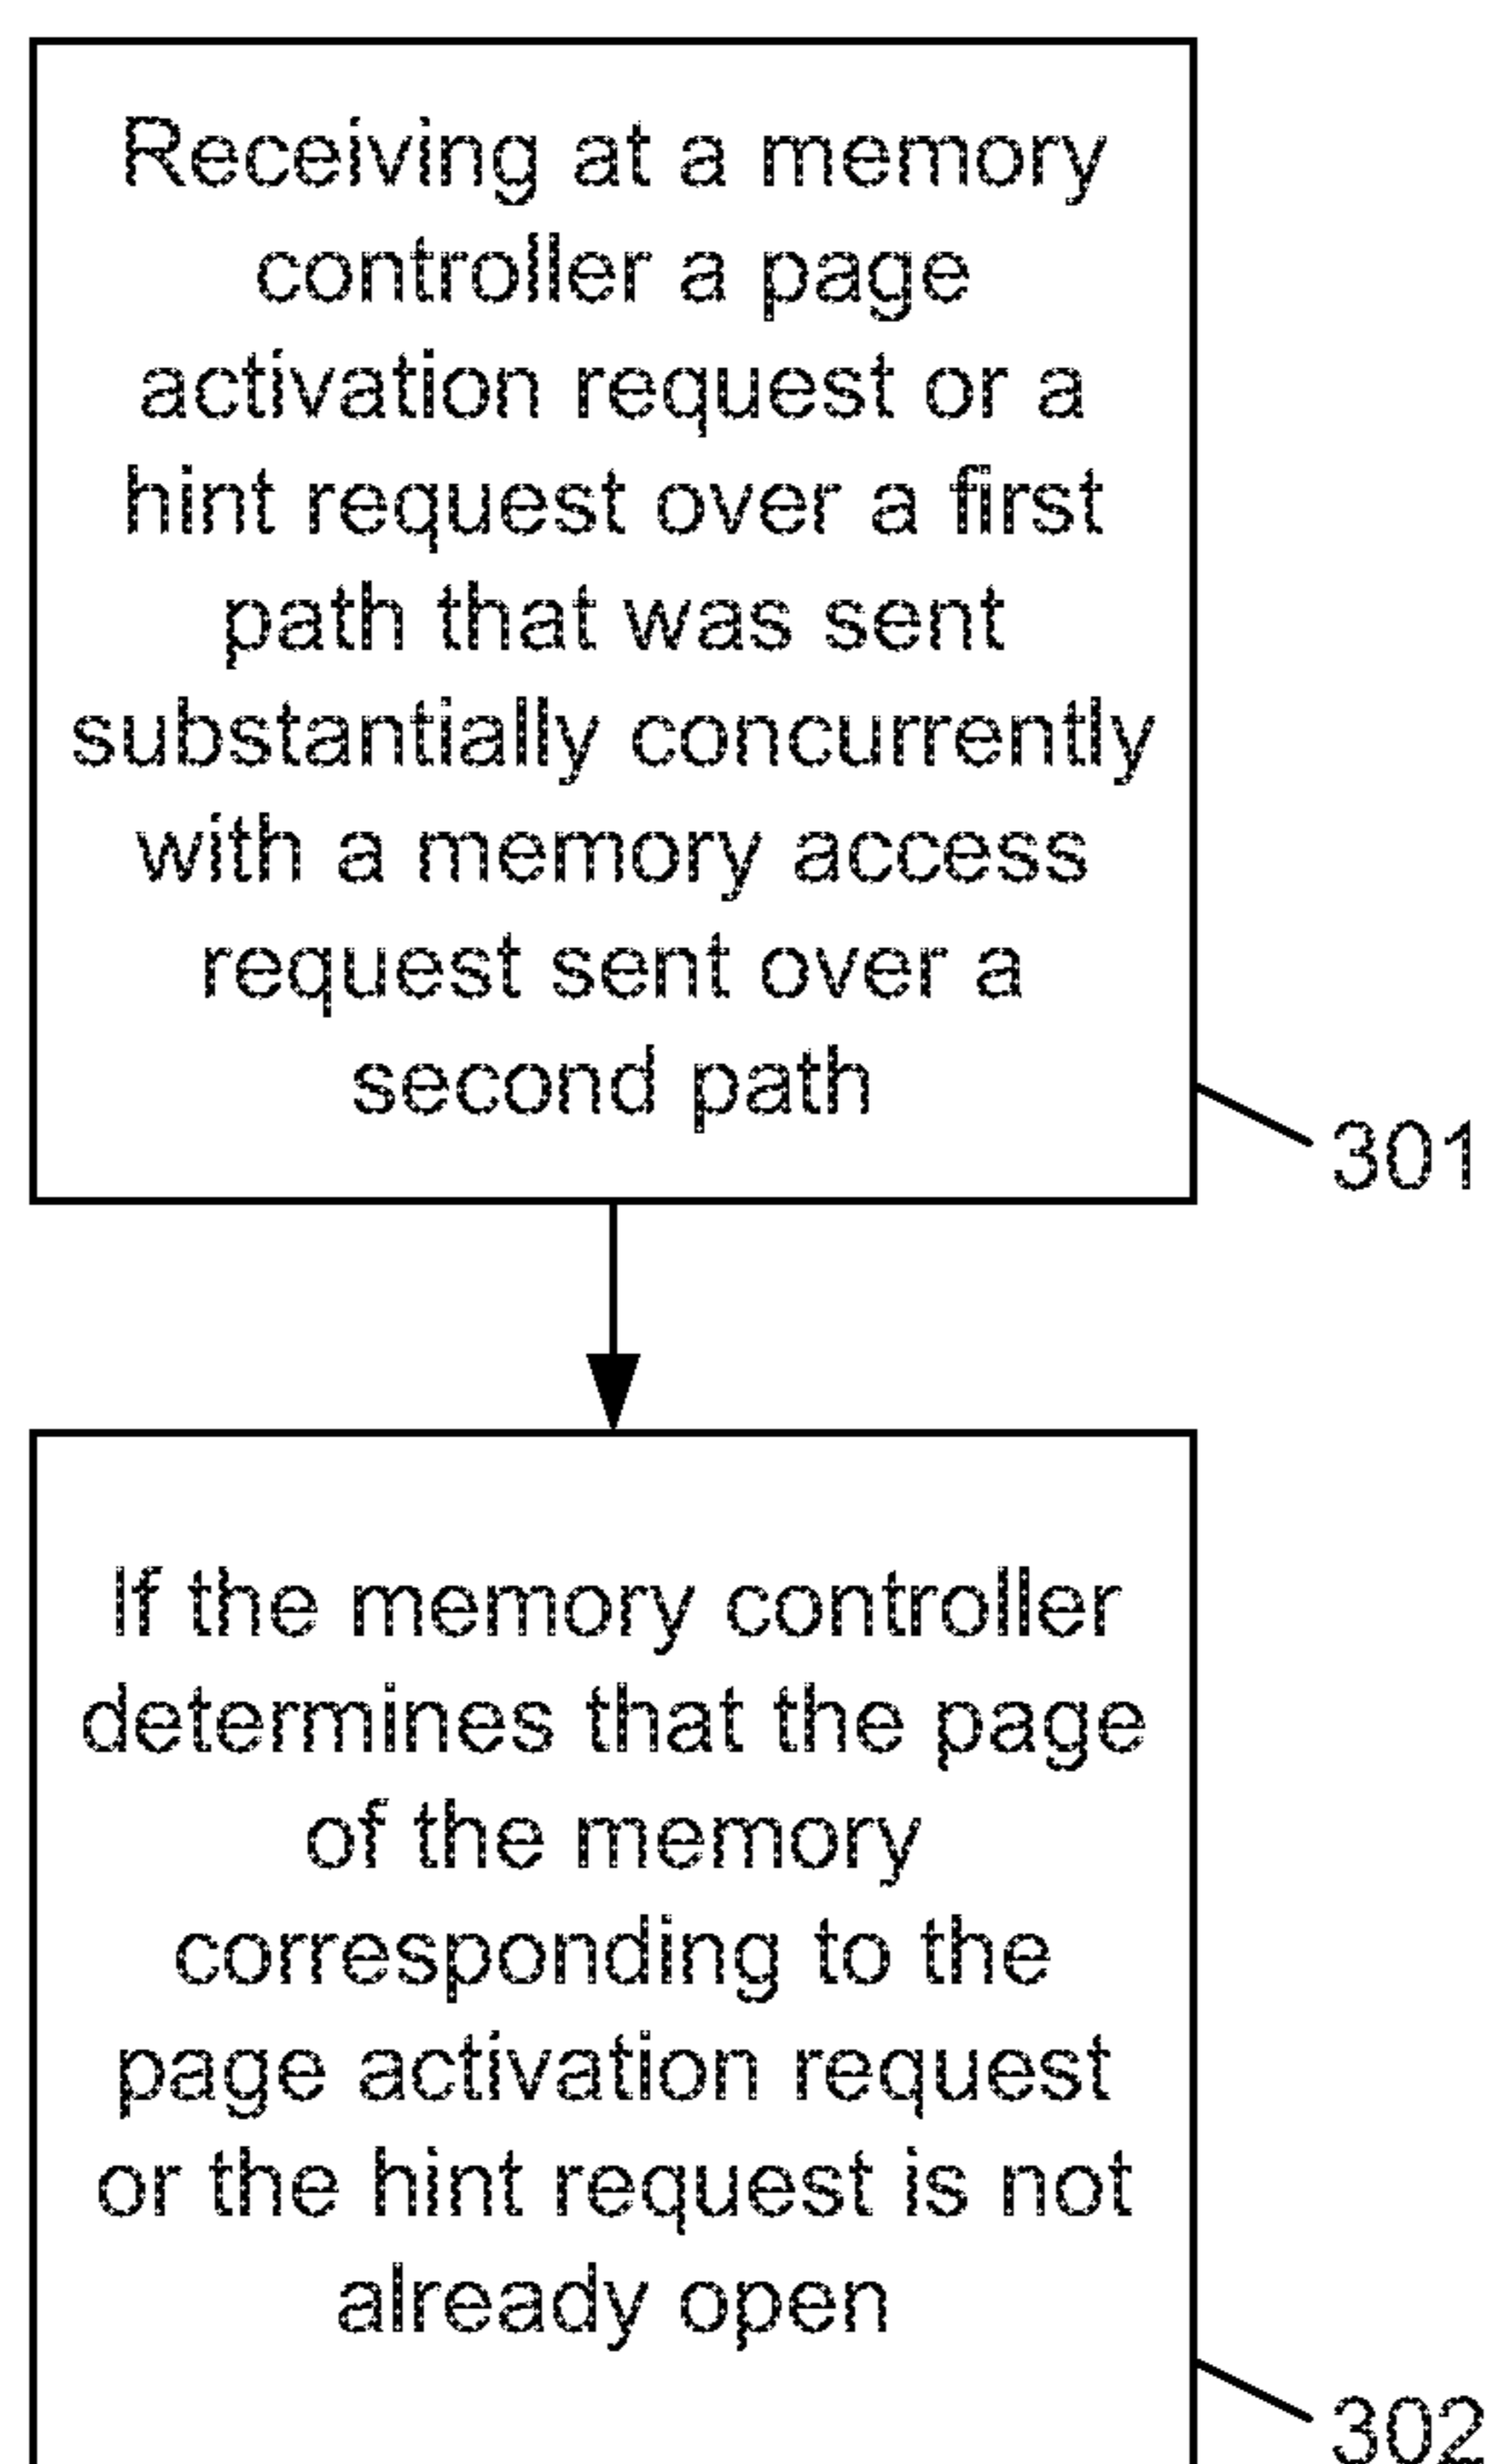 Receiving at a memory
controller a page
activation request or a
hint request over a first
path that was sent
substantially concurrently
with a memory access
request sent over a
second path
301
If the memory controller
determines that the page
of the memory
corresponding to the
page activation request
or the hint request is not
already open
302